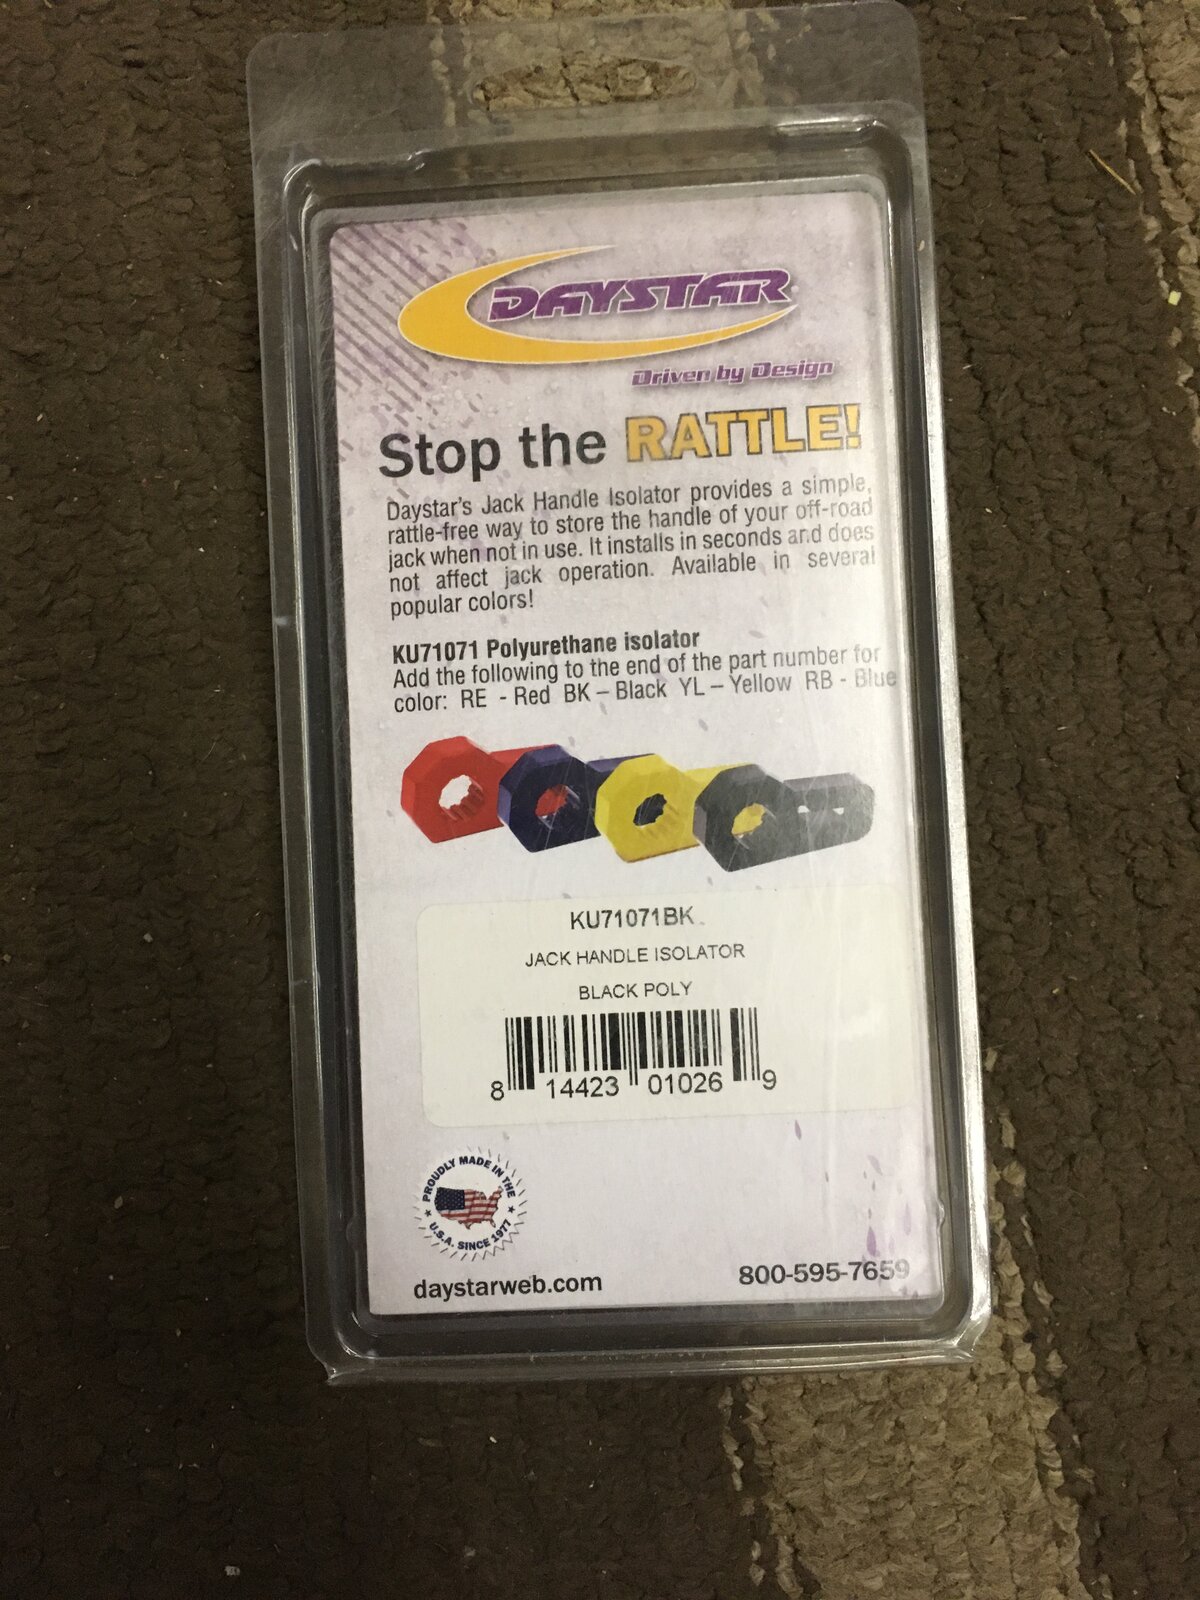 DAYSTAR
Driven by Design
Stop the RATTLE!
Daystar's Jack Handle Isolator provides a simple,
rattle-free way to store the handle of your off-road
jack when not in use. It installs in seconds and does
not affect jack operation. Available in several
popular colors!
KU71071 Polyurethane isolator
Add the following to the end of the part number for
color: RE - Red BK – Black YL – Yellow RB - Blue
KU71071BK
JACK HANDLE ISOLATOR
BLACK POLY
8 14423 01026 9
PROUDLY MADE IN THE
U.S.A. SINCE 1977
daystarweb.com
800-595-7659